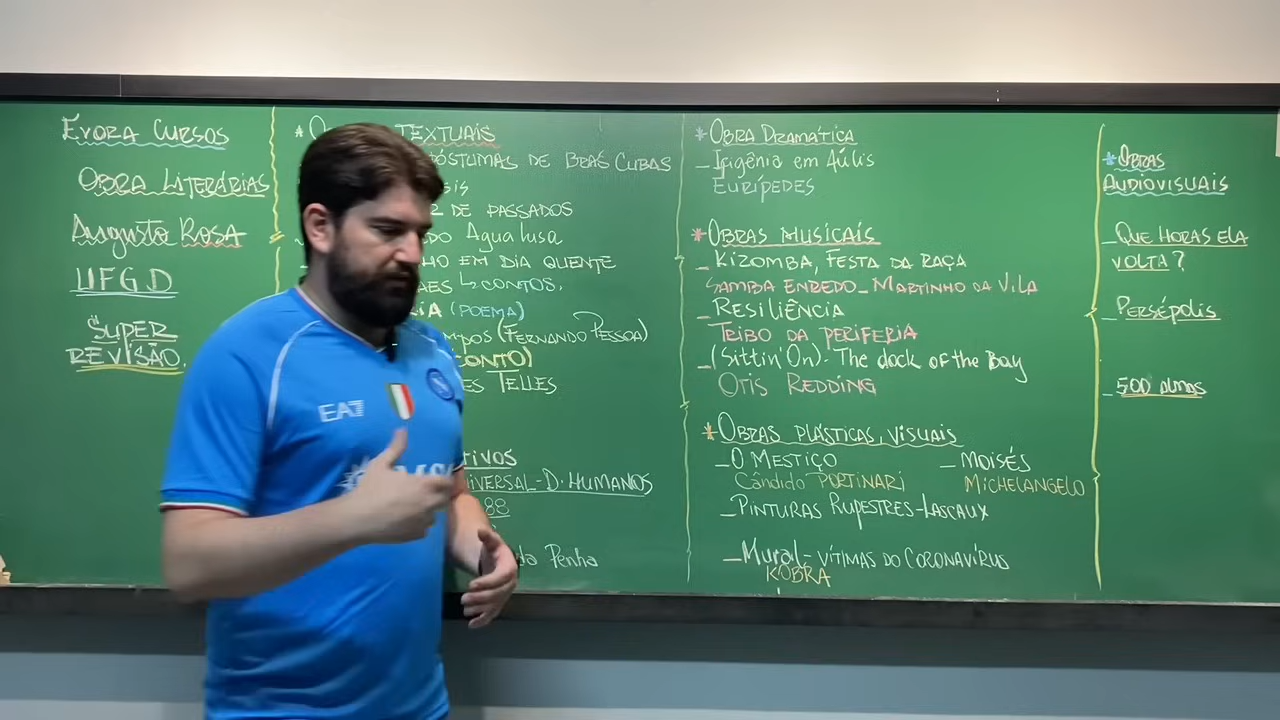 EVORA CURSOS
OBRA LITERÁRIAS
Augusto ROSA
UFGD
SUPER
REVISÃO.
* TEXTUAIS
PÓSTUMAS DE BRÁS CUBAS
DE PASSADOS
Agualusa
EM DIA QUENTE
CONTOS.
(POEMA)
(FERNANDO PESSOA)
CONTO)
TELLES
D. HUMANOS
88
da Penha
* OBRA DRAMÁTICA
- Ifigênia em Áulis
EURÍPEDES
* OBRAS MUSICAIS
- KIZOMBA, FESTA DA RAÇA
SAMBA ENREDO - MARTINHO DA VILA
- RESILIÊNCIA
TRIBO DA PERIFERIA
- (Sittin' On). The dock of the Bay
OTIS REDDING
* OBRAS PLÁSTICAS, VISUAIS
- O MESTIÇO
CÂNDIDO PORTINARI
- MOISÉS
MICHELANGELO
- PINTURAS RUPESTRES - LASCAUX
- Mural - VÍTIMAS DO CORONAVÍRUS
KOBRA
* OBRAS
AUDIOVISUAIS
- QUE HORAS ELA
VOLTA?
- PERSÉPOLIS
- 500 almas
EA7